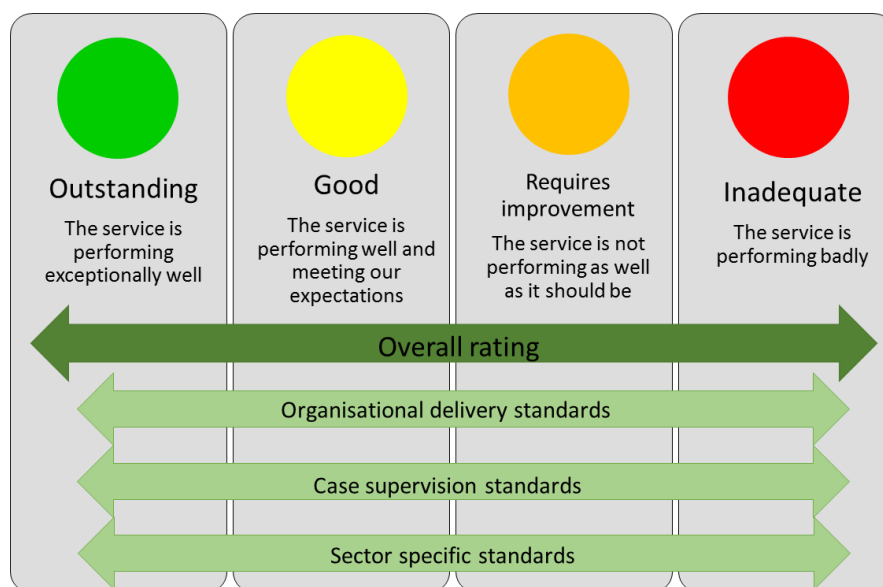 Outstanding
The service is
performing
exceptionally well
Good
The service is
performing well and
meeting our
expectations
Requires
improvement
The service is not
performing as well
as it should be
Inadequate
The service is
performing badly
Overall rating
Organisational delivery standards
Case supervision standards
Sector specific standards